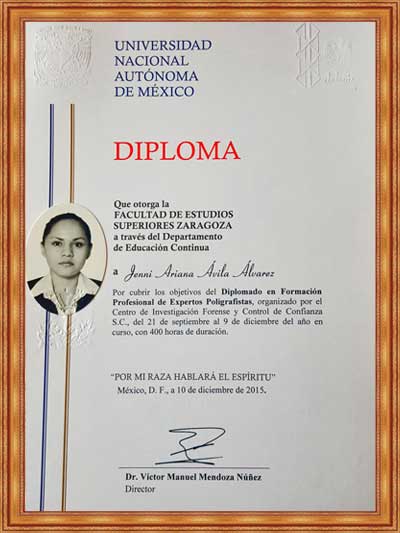 UNIVERSIDAD
NACIONAL
AUTÓNOMA
DE MÉXICO
DIPLOMA
Que otorga la
FACULTAD DE ESTUDIOS
SUPERIORES ZARAGOZA
a través del Departamento
de Educación Continua
a Jenni Ariana Ávila Álvarez
Por cubrir los objetivos del Diplomado en Formación
Profesional de Expertos Poligrafistas, organizado por el
Centro de Investigación Forense y Control de Confianza
S.C., del 21 de septiembre al 9 de diciembre del año en
curso, con 400 horas de duración.
"POR MI RAZA HABLARÁ EL ESPÍRITU"
México, D. F., a 10 de diciembre de 2015.
Dr. Víctor Manuel Mendoza Núñez
Director